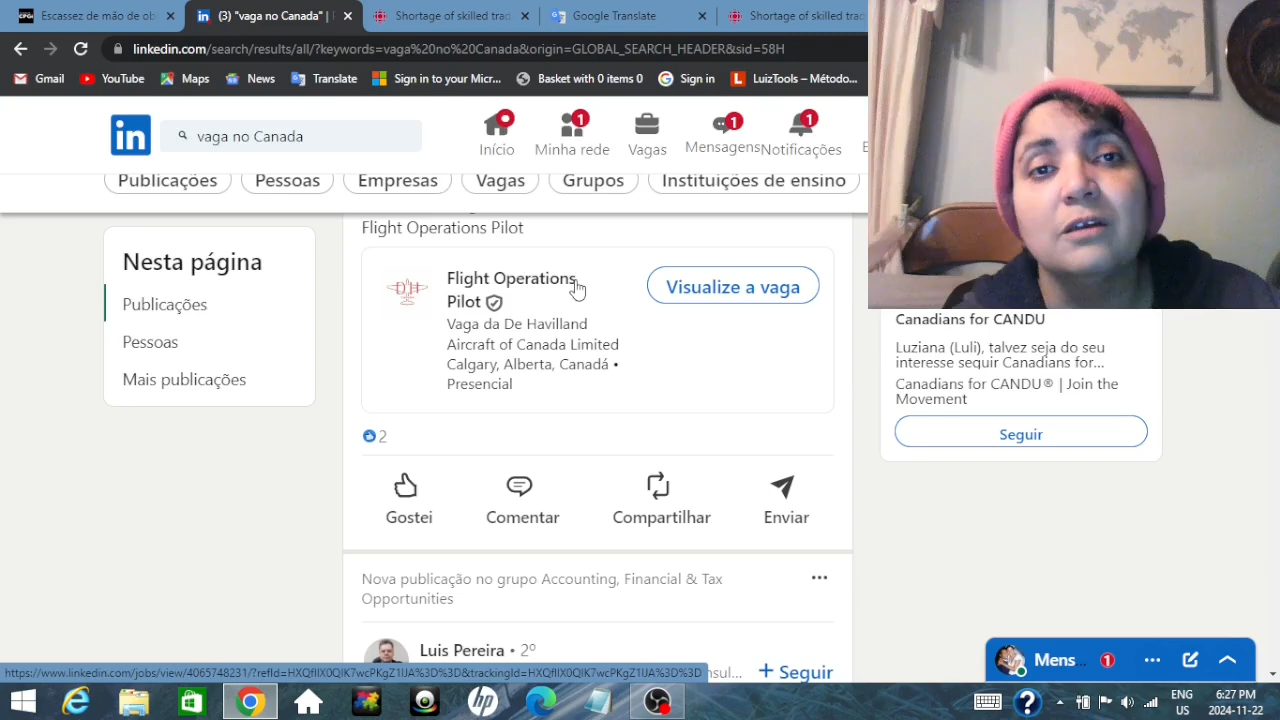 Escassez de mão de ob
(3) "vaga no Canada" |
Shortage of skilled trad
Google Translate
Shortage of skilled trad
linkedin.com/search/results/all/?keywords=vaga%20no%20Canada&origin=GLOBAL_SEARCH_HEADER&sid=58H
Gmail
YouTube
Maps
News
Translate
Sign in to your Micr...
Basket with 0 items 0
Sign in
LuizTools – Método...
in
vaga no Canada
1
1
1
Início
Minha rede
Vagas
Mensagens
Notificações
Publicações
Pessoas
Empresas
Vagas
Grupos
Instituições de ensino
Nesta página
Publicações
Pessoas
Mais publicações
Flight Operations Pilot
DH
Flight Operations
Pilot
Visualize a vaga
Vaga da De Havilland
Aircraft of Canada Limited
Calgary, Alberta, Canadá •
Presencial
2
Gostei
Comentar
Compartilhar
Enviar
Nova publicação no grupo Accounting, Financial & Tax
Opportunities
Luis Pereira • 2º
nsul...
+ Seguir
Canadians for CANDU
Luziana (Luli), talvez seja do seu
interesse seguir Canadians for...
Canadians for CANDU® | Join the
Movement
Seguir
Mens...
1
ENG
US
6:27 PM
2024-11-22